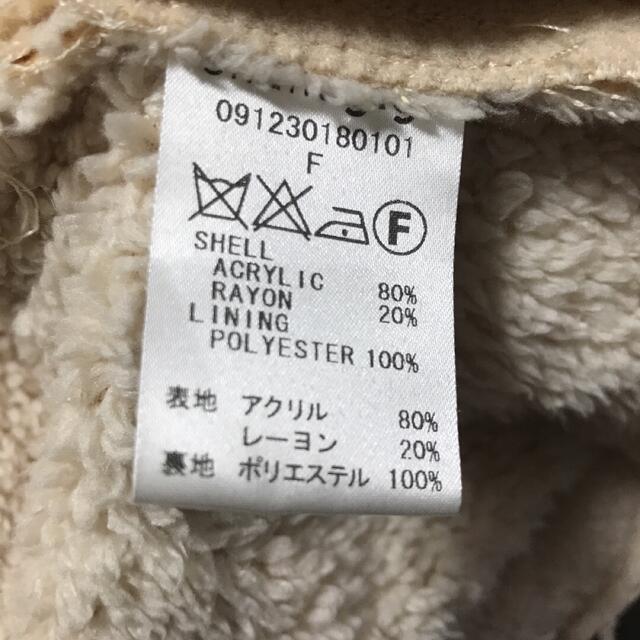 091230180101
F
F
SHELL
ACRYLIC 80%
RAYON 20%
LINING
POLYESTER 100%
表地 アクリル 80%
レーヨン 20%
裏地 ポリエステル 100%